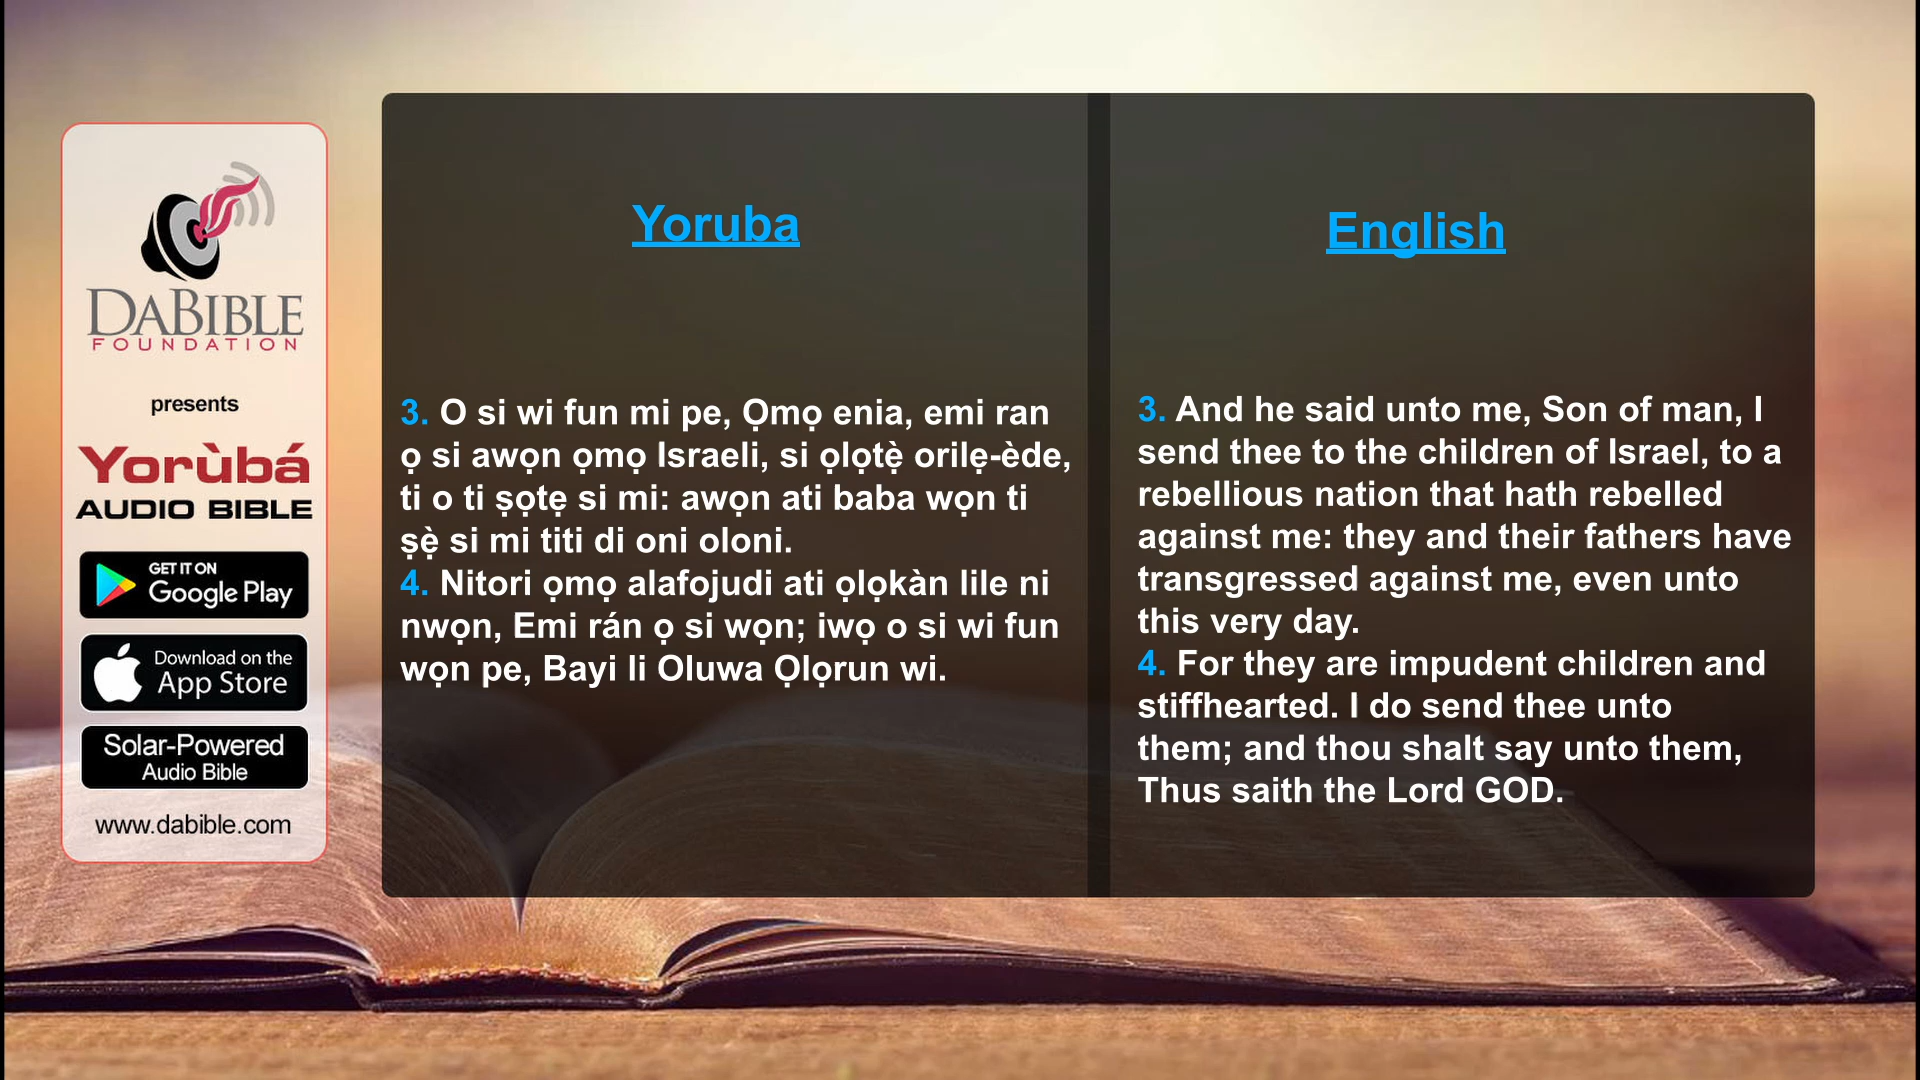 DABIBLE
FOUNDATION
presents
Yorùbá
AUDIO BIBLE
GET IT ON
Google Play
Download on the
App Store
Solar-Powered
Audio Bible
www.dabible.com
Yoruba
3. O si wi fun mi pe, Ọmọ enia, emi ran
ọ si awọn ọmọ Israeli, si ọlọtẹ̀ orilẹ-ède,
ti o ti ṣọtẹ si mi: awọn ati baba wọn ti
ṣẹ̀ si mi titi di oni oloni.
4. Nitori ọmọ alafojudi ati ọlọkàn lile ni
nwọn, Emi rán ọ si wọn; iwọ o si wi fun
wọn pe, Bayi li Oluwa Ọlọrun wi.
English
3. And he said unto me, Son of man, I
send thee to the children of Israel, to a
rebellious nation that hath rebelled
against me: they and their fathers have
transgressed against me, even unto
this very day.
4. For they are impudent children and
stiffhearted. I do send thee unto
them; and thou shalt say unto them,
Thus saith the Lord GOD.